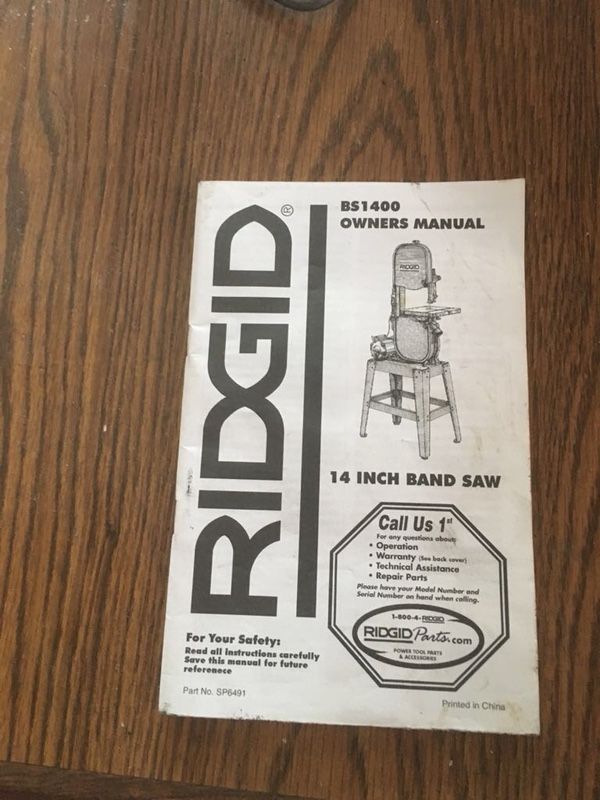 RIDGID®
BS1400
OWNERS MANUAL
RIDGID
14 INCH BAND SAW
Call Us 1st
For any questions about:
• Operation
• Warranty (See back cover)
• Technical Assistance
• Repair Parts
Please have your Model Number and
Serial Number on hand when calling.
1-800-4-RIDGID
RIDGID Parts.com
POWER TOOL PARTS
& ACCESSORIES
For Your Safety:
Read all instructions carefully
Save this manual for future
referenece
Part No. SP6491
Printed in China